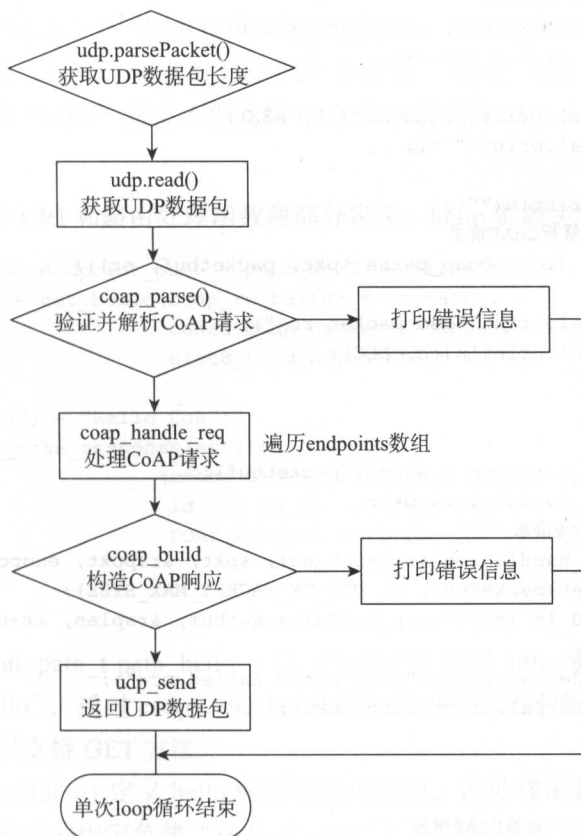 udp.parsePacket()
获取UDP数据包长度
udp.read()
获取UDP数据包
coap_parse()
验证并解析CoAP请求
打印错误信息
coap_handle_req
处理CoAP请求
遍历endpoints数组
coap_build
构造CoAP响应
打印错误信息
udp_send
返回UDP数据包
单次loop循环结束